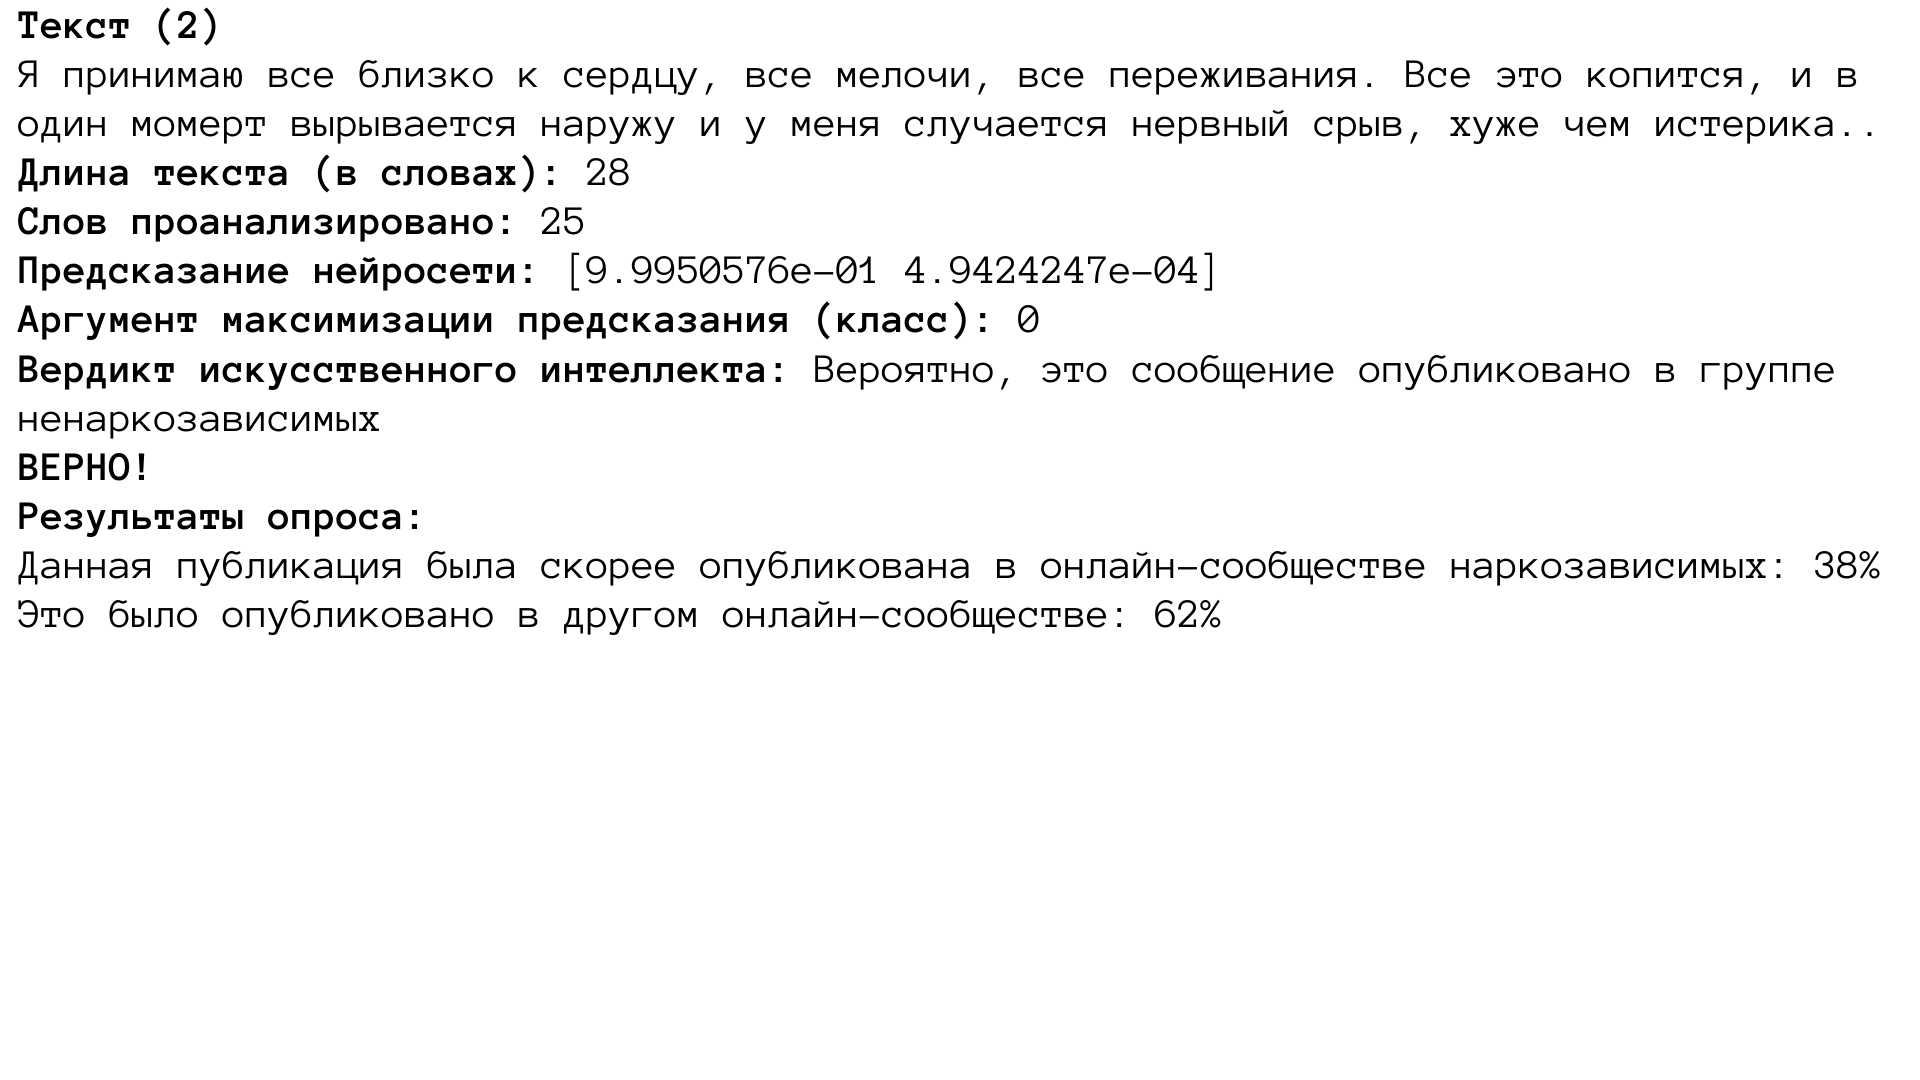 Текст (2)
Я принимаю все близко к сердцу, все мелочи, все переживания. Все это копится, и в
один момерт вырывается наружу и у меня случается нервный срыв, хуже чем истерика..
Длина текста (в словах): 28
Слов проанализировано: 25
Предсказание нейросети: [9.9950576e-01 4.9424247e-04]
Аргумент максимизации предсказания (класс): 0
Вердикт искусственного интеллекта: Вероятно, это сообщение опубликовано в группе
ненаркозависимых
ВЕРНО!
Результаты опроса:
Данная публикация была скорее опубликована в онлайн-сообществе наркозависимых: 38%
Это было опубликовано в другом онлайн-сообществе: 62%